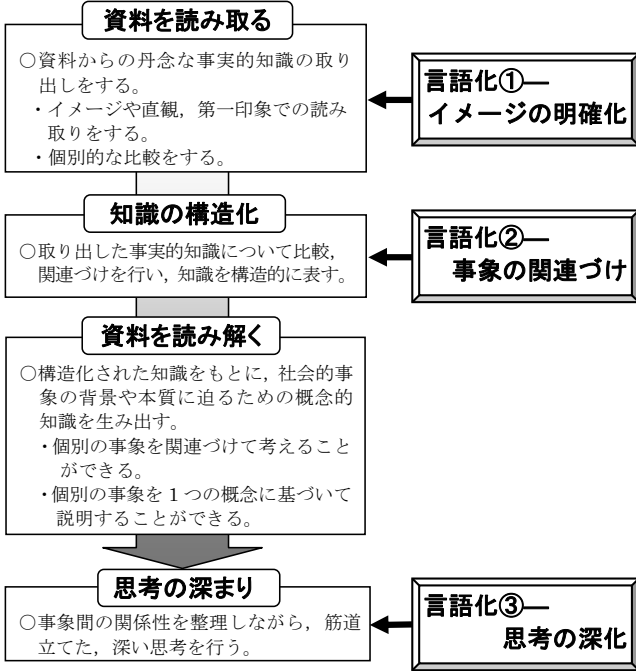 資料を読み取る
○資料からの丹念な事実的知識の取り
出しをする。
・イメージや直観，第一印象での読み
取りをする。
・個別的な比較をする。
言語化①―
イメージの明確化
知識の構造化
○取り出した事実的知識について比較，
関連づけを行い，知識を構造的に表す。
言語化②―
事象の関連づけ
資料を読み解く
○構造化された知識をもとに，社会的事
象の背景や本質に迫るための概念的
知識を生み出す。
・個別の事象を関連づけて考えること
ができる。
・個別の事象を１つの概念に基づいて
説明することができる。
思考の深まり
○事象間の関係性を整理しながら，筋道
立てた，深い思考を行う。
言語化③―
思考の深化